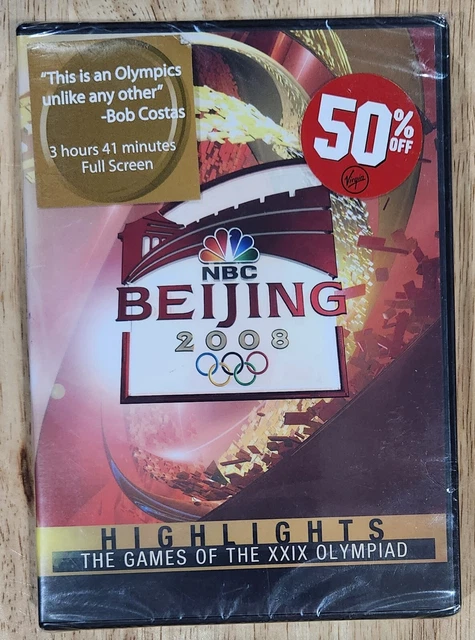 "This is an Olympics
unlike any other"
-Bob Costas
3 hours 41 minutes
Full Screen
50%
OFF
Virgin
NBC
BEIJING
2008
HIGHLIGHTS
THE GAMES OF THE XXIX OLYMPIAD